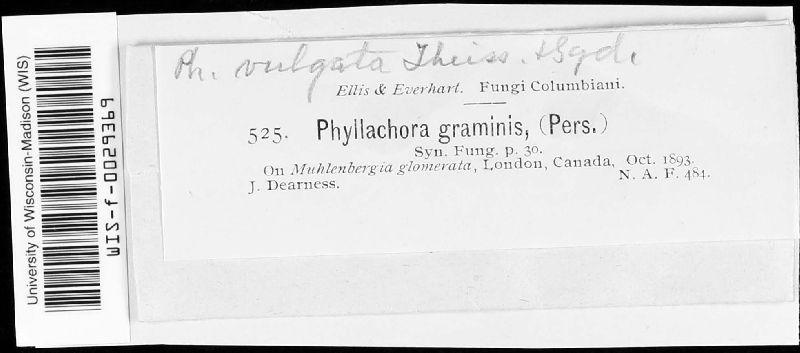 University of Wisconsin-Madison (WIS)
WIS-f-0029369
Ph. vulgata Theiss. & Syd.
Ellis & Everhart. Fungi Columbiani.
525. Phyllachora graminis, (Pers.)
Syn. Fung. p. 30.
On Muhlenbergia glomerata, London, Canada, Oct. 1893.
J. Dearness. N. A. F. 484.